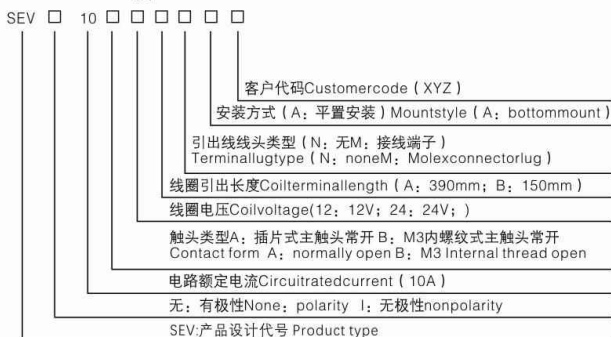 SEV □ 10 □ □ □ □ □ □
客户代码Customercode（XYZ）
安装方式（A：平置安装）Mountstyle（A：bottommount）
引出线线头类型（N：无M：接线端子）
Terminallugtype（N：noneM：Molexconnectorlug）
线圈引出长度Coilterminallength（A：390mm；B：150mm）
线圈电压Coilvoltage(12：12V；24：24V；)
触头类型A：插片式主触头常开 B：M3内螺纹式主触头常开
Contact form A：normally open B：M3 Internal thread open
电路额定电流Circuitratedcurrent（10A）
无：有极性None：polarity I：无极性nonpolarity
SEV:产品设计代号 Product type